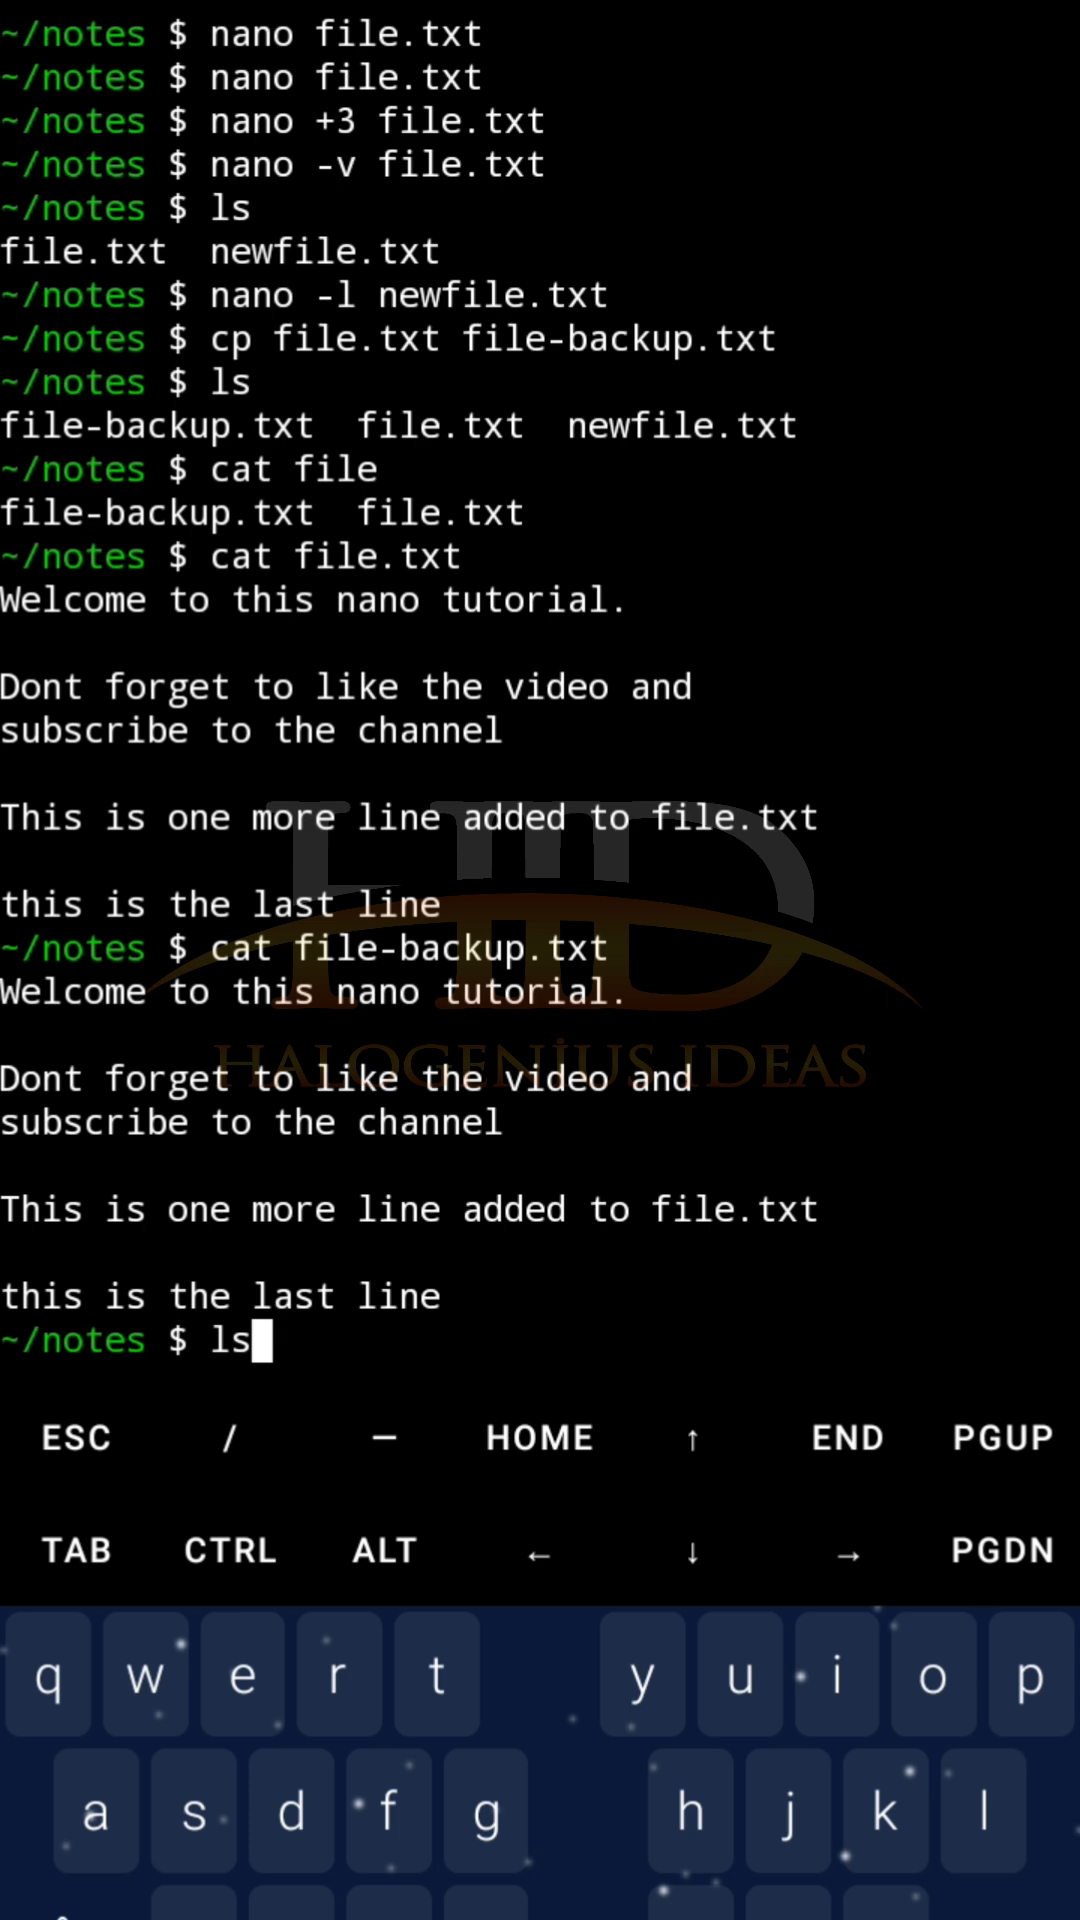 ~/notes $ nano file.txt
~/notes $ nano file.txt
~/notes $ nano +3 file.txt
~/notes $ nano -v file.txt
~/notes $ ls
file.txt  newfile.txt
~/notes $ nano -l newfile.txt
~/notes $ cp file.txt file-backup.txt
~/notes $ ls
file-backup.txt  file.txt  newfile.txt
~/notes $ cat file
file-backup.txt  file.txt
~/notes $ cat file.txt
Welcome to this nano tutorial.
Dont forget to like the video and
subscribe to the channel
This is one more line added to file.txt
this is the last line
~/notes $ cat file-backup.txt
Welcome to this nano tutorial.
HALOGENİUS IDEAS
Dont forget to like the video and
subscribe to the channel
This is one more line added to file.txt
this is the last line
~/notes $ ls
ESC / — HOME ↑ END PGUP
TAB CTRL ALT ← ↓ → PGDN
q w e r t y u i o p
a s d f g h j k l